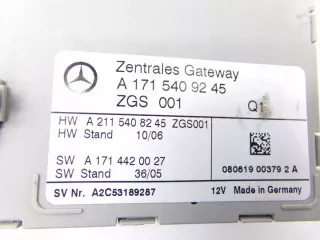 Zentrales Gateway
A 171 540 92 45
ZGS 001 Q1
HW A 211 540 82 45 ZGS001
HW Stand 10/06
SW A 171 442 00 27
SW Stand 36/05
080619 00379 2 A
SV Nr. A2C53189287 12V Made in Germany